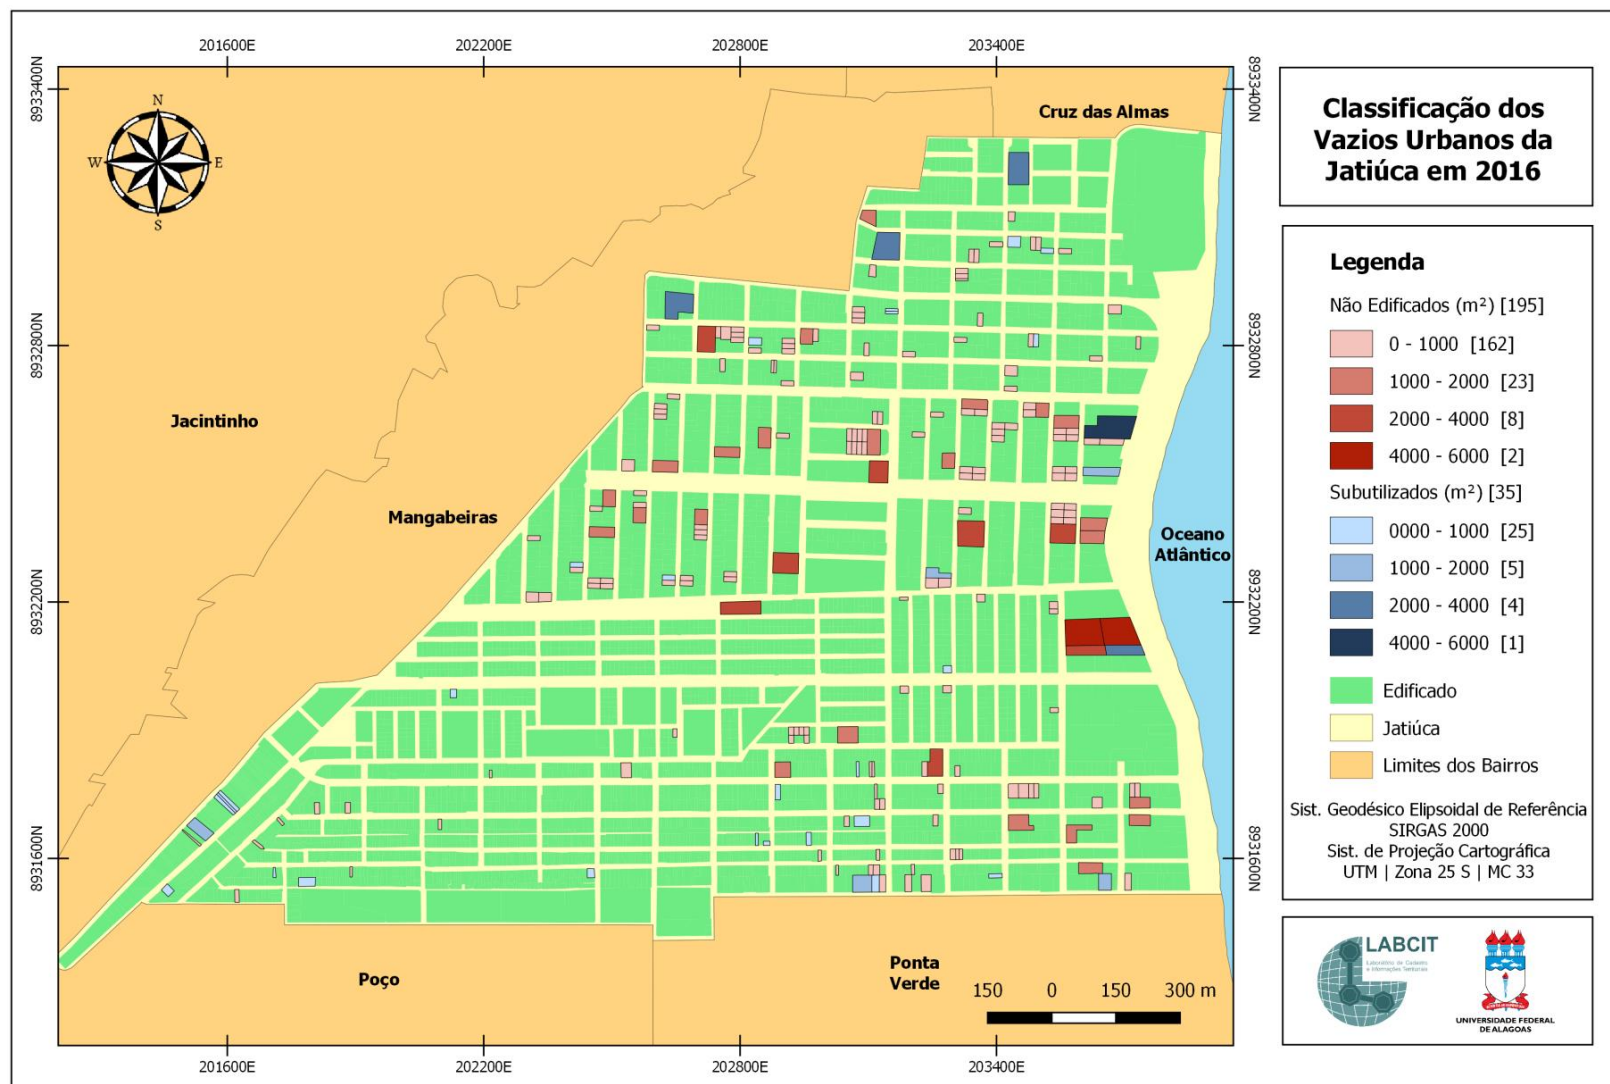 201600E 202200E 202800E 203400E
8933400N 8933400N
N
W E
S
Cruz das Almas
8932800N 8932800N
Jacintinho
Mangabeiras
Oceano
Atlântico
8932200N 8932200N
8931600N 8931600N
Poço
Ponta
Verde
150 0 150 300 m
201600E 202200E 202800E 203400E
Classificação dos
Vazios Urbanos da
Jatiúca em 2016
Legenda
Não Edificados (m²) [195]
0 - 1000 [162]
1000 - 2000 [23]
2000 - 4000 [8]
4000 - 6000 [2]
Subutilizados (m²) [35]
0000 - 1000 [25]
1000 - 2000 [5]
2000 - 4000 [4]
4000 - 6000 [1]
Edificado
Jatiúca
Limites dos Bairros
Sist. Geodésico Elipsoidal de Referência
SIRGAS 2000
Sist. de Projeção Cartográfica
UTM | Zona 25 S | MC 33
LABCIT
Laboratório de Cadastro
e Informações Territoriais
UNIVERSIDADE FEDERAL
DE ALAGOAS